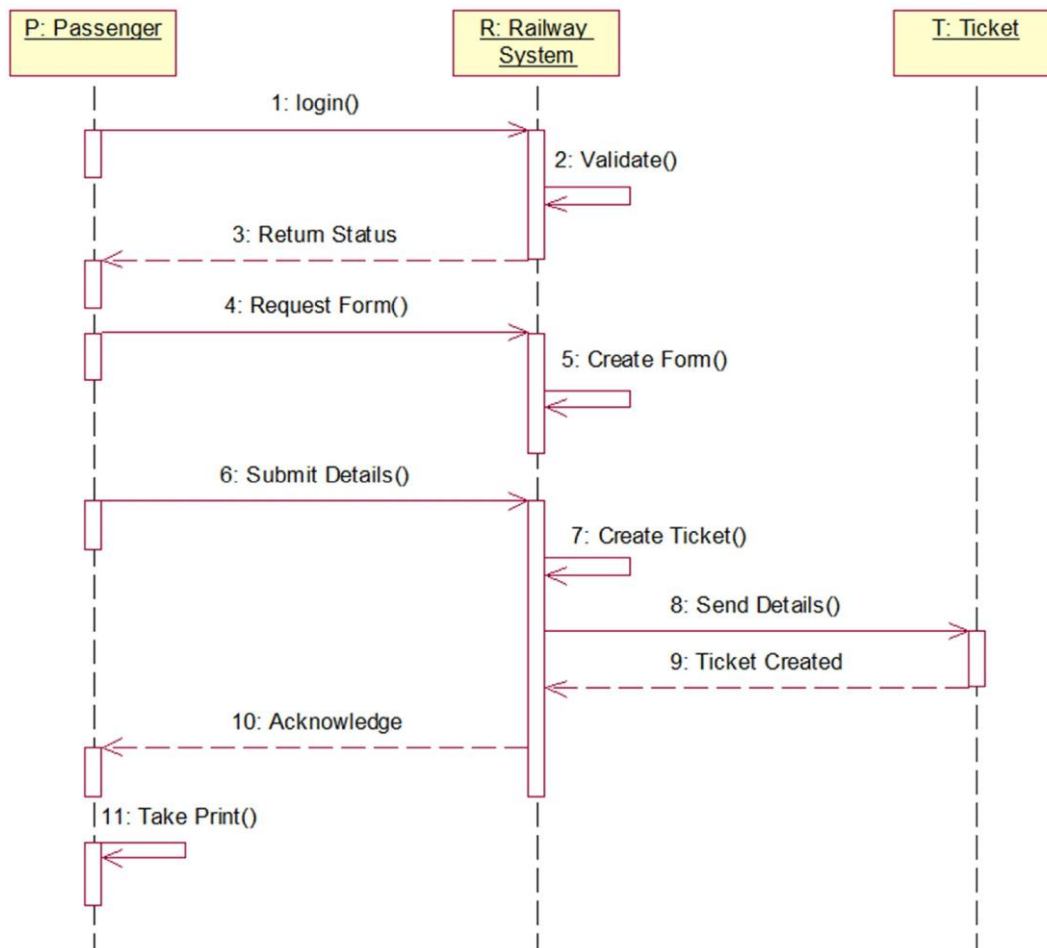 P: Passenger
R: Railway
System
T: Ticket
1: login()
2: Validate()
3: Return Status
4: Request Form()
5: Create Form()
6: Submit Details()
7: Create Ticket()
8: Send Details()
9: Ticket Created
10: Acknowledge
11: Take Print()